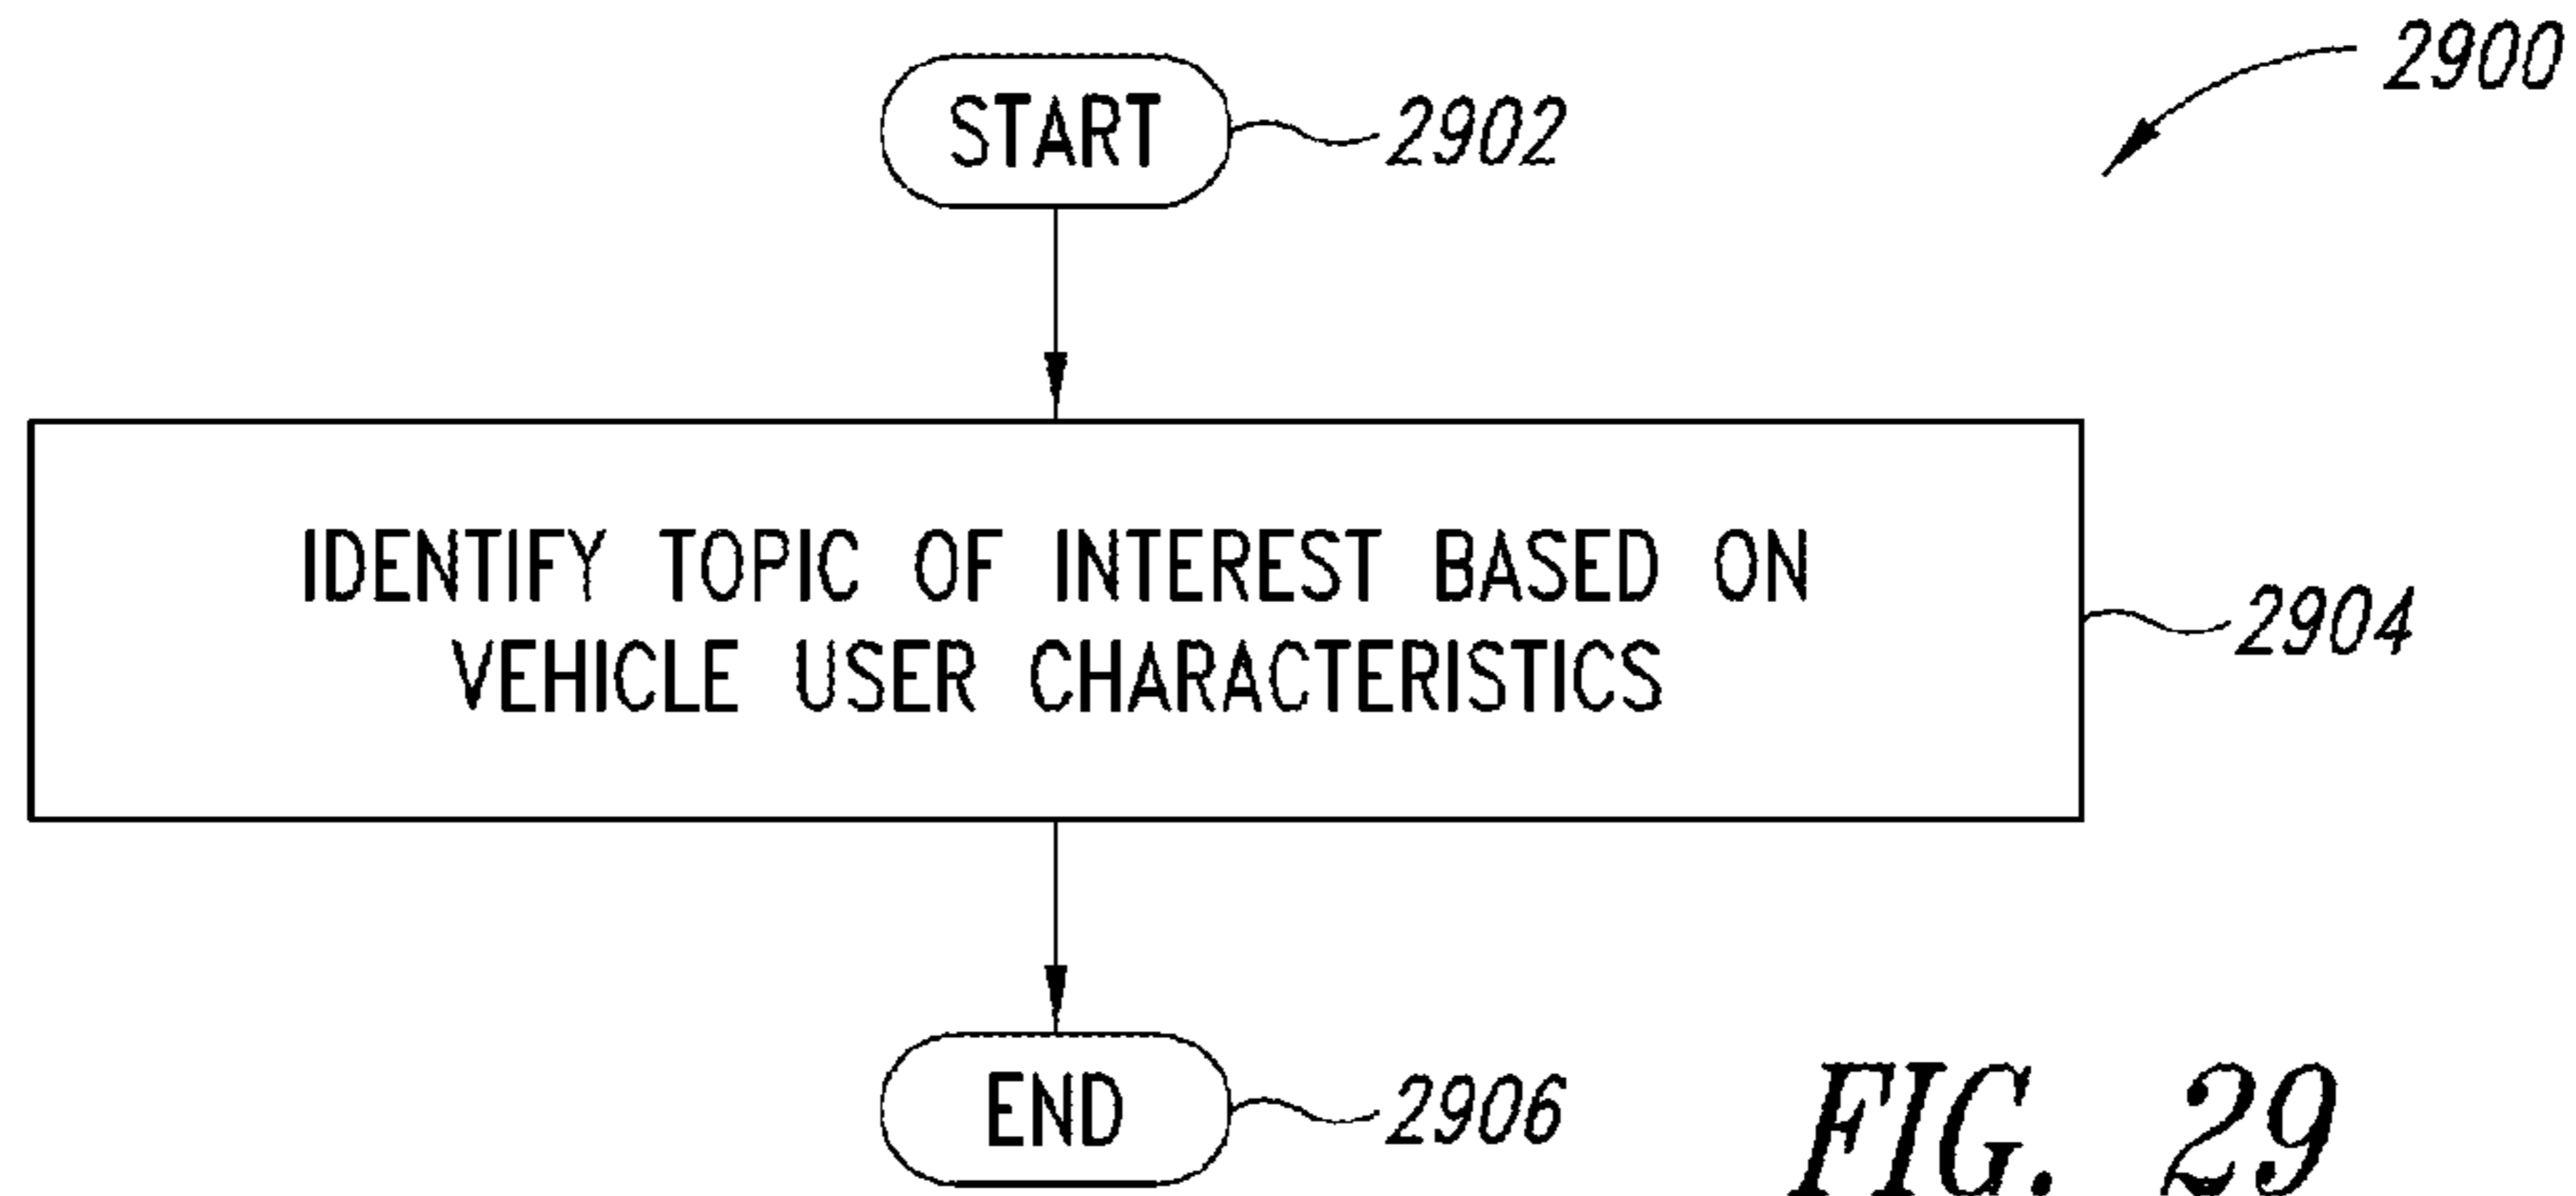 2900
START
2902
IDENTIFY TOPIC OF INTEREST BASED ON
VEHICLE USER CHARACTERISTICS
2904
END
2906
FIG. 29